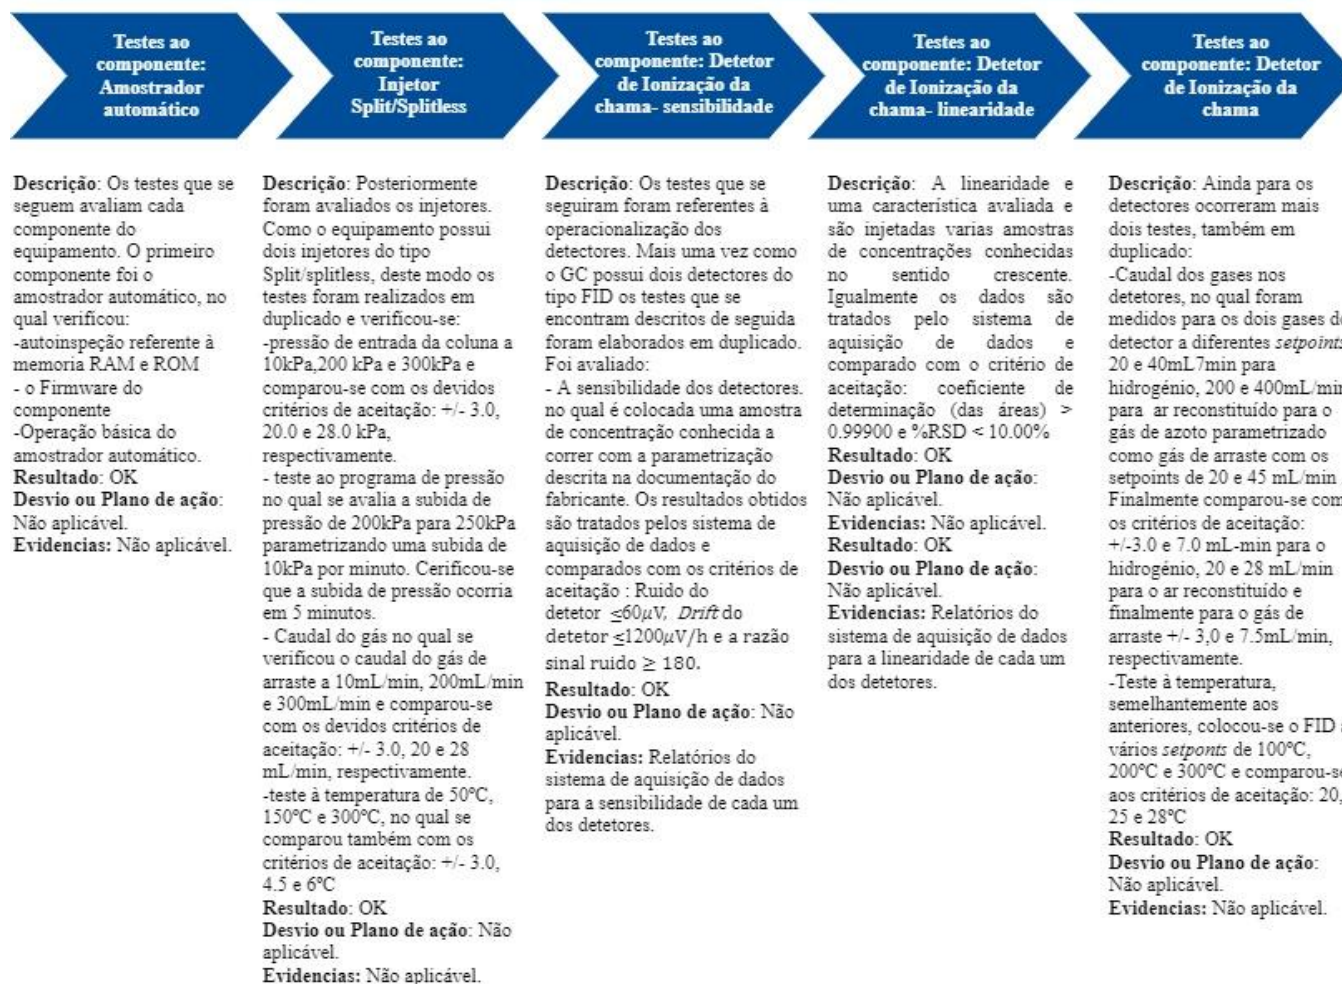 Testes ao
componente:
Amostrador
automático
Testes ao
componente:
Injetor
Split/Splitless
Testes ao
componente: Detetor
de Ionização da
chama- sensibilidade
Testes ao
componente: Detetor
de Ionização da
chama- linearidade
Testes ao
componente: Detetor
de Ionização da
chama
Descrição: Os testes que se
seguem avaliam cada
componente do
equipamento. O primeiro
componente foi o
amostrador automático, no
qual verificou:
-autoinspeção referente à
memoria RAM e ROM
- o Firmware do
componente
-Operação básica do
amostrador automático.
Resultado: OK
Desvio ou Plano de ação:
Não aplicável.
Evidencias: Não aplicável.
Descrição: Posteriormente
foram avaliados os injetores.
Como o equipamento possui
dois injetores do tipo
Split/splitless, deste modo os
testes foram realizados em
duplicado e verificou-se:
-pressão de entrada da coluna a
10kPa,200 kPa e 300kPa e
comparou-se com os devidos
critérios de aceitação: +/- 3.0,
20.0 e 28.0 kPa,
respectivamente.
- teste ao programa de pressão
no qual se avalia a subida de
pressão de 200kPa para 250kPa
parametrizando uma subida de
10kPa por minuto. Cerificou-se
que a subida de pressão ocorria
em 5 minutos.
- Caudal do gás no qual se
verificou o caudal do gás de
arraste a 10mL/min, 200mL/min
e 300mL/min e comparou-se
com os devidos critérios de
aceitação: +/- 3.0, 20 e 28
mL/min, respectivamente.
-teste à temperatura de 50ºC,
150ºC e 300ºC, no qual se
comparou também com os
critérios de aceitação: +/- 3.0,
4.5 e 6ºC
Resultado: OK
Desvio ou Plano de ação: Não
aplicável.
Evidencias: Não aplicável.
Descrição: Os testes que se
seguiram foram referentes à
operacionalização dos
detectores. Mais uma vez como
o GC possui dois detectores do
tipo FID os testes que se
encontram descritos de seguida
foram elaborados em duplicado.
Foi avaliado:
- A sensibilidade dos detectores.
no qual é colocada uma amostra
de concentração conhecida a
correr com a parametrização
descrita na documentação do
fabricante. Os resultados obtidos
são tratados pelos sistema de
aquisição de dados e
comparados com os critérios de
aceitação : Ruido do
detetor ≤60μV, Drift do
detetor ≤1200μV/h e a razão
sinal ruido ≥ 180.
Resultado: OK
Desvio ou Plano de ação: Não
aplicável.
Evidencias: Relatórios do
sistema de aquisição de dados
para a sensibilidade de cada um
dos detetores.
Descrição: A linearidade e
uma característica avaliada e
são injetadas varias amostras
de concentrações conhecidas
no sentido crescente.
Igualmente os dados são
tratados pelo sistema de
aquisição de dados e
comparado com o critério de
aceitação: coeficiente de
determinação (das áreas) >
0.99900 e %RSD < 10.00%
Resultado: OK
Desvio ou Plano de ação:
Não aplicável.
Evidencias: Não aplicável.
Resultado: OK
Desvio ou Plano de ação:
Não aplicável.
Evidencias: Relatórios do
sistema de aquisição de dados
para a linearidade de cada um
dos detetores.
Descrição: Ainda para os
detectores ocorreram mais
dois testes, também em
duplicado:
-Caudal dos gases nos
detetores, no qual foram
medidos para os dois gases do
detector a diferentes setpoints
20 e 40mL7min para
hidrogénio, 200 e 400mL/min
para ar reconstituído para o
gás de azoto parametrizado
como gás de arraste com os
setpoints de 20 e 45 mL/min
Finalmente comparou-se com
os critérios de aceitação:
+/-3.0 e 7.0 mL-min para o
hidrogénio, 20 e 28 mL/min
para o ar reconstituído e
finalmente para o gás de
arraste +/- 3,0 e 7.5mL/min,
respectivamente.
-Teste à temperatura,
semelhantemente aos
anteriores, colocou-se o FID a
vários setponts de 100ºC,
200ºC e 300ºC e comparou-se
aos critérios de aceitação: 20,
25 e 28ºC
Resultado: OK
Desvio ou Plano de ação:
Não aplicável.
Evidencias: Não aplicável.